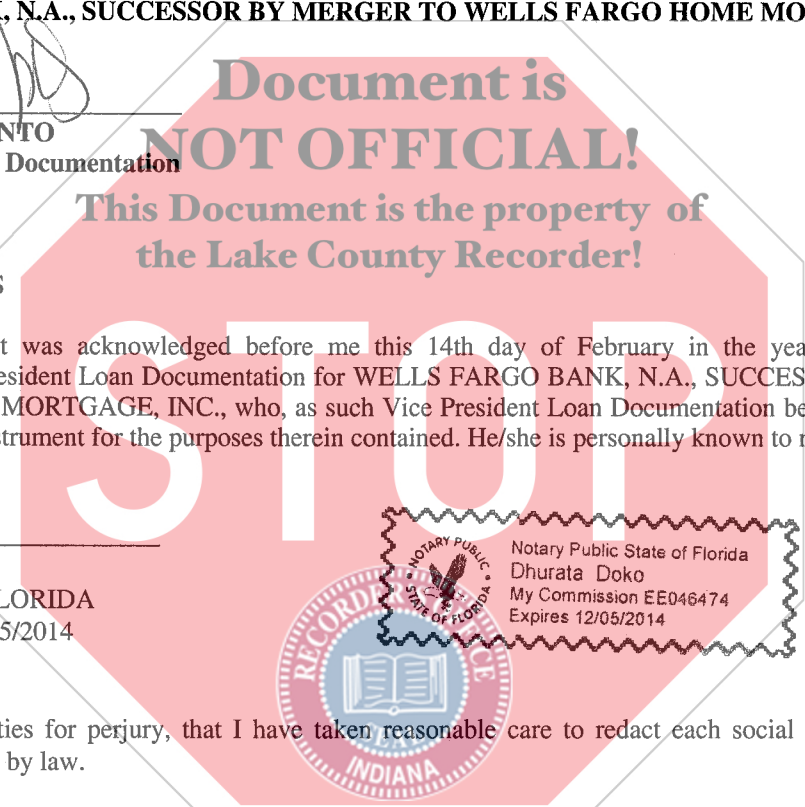 , N.A., SUCCESSOR BY MERGER TO WELLS FARGO HOME MO
Document is
NOT OFFICIAL!
This Document is the property of
the Lake County Recorder!
NTO
Documentation
S
t was acknowledged before me this 14th day of February in the yea
esident Loan Documentation for WELLS FARGO BANK, N.A., SUCCES
MORTGAGE, INC., who, as such Vice President Loan Documentation be
strument for the purposes therein contained. He/she is personally known to
STOP
NOTARY PUBLIC
STATE OF FLORIDA
Notary Public State of Florida
Dhurata Doko
My Commission EE046474
Expires 12/05/2014
LORIDA
5/2014
RECORDER'S OFFICE
SEAL
INDIANA
ties for perjury, that I have taken reasonable care to redact each social
by law.